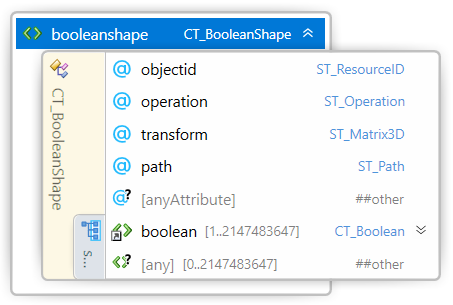 booleanshape CT_BooleanShape
CT_BooleanShape
objectid ST_ResourceID
operation ST_Operation
transform ST_Matrix3D
path ST_Path
[anyAttribute] ##other
boolean [1..2147483647] CT_Boolean
[any] [0..2147483647] ##other
S...